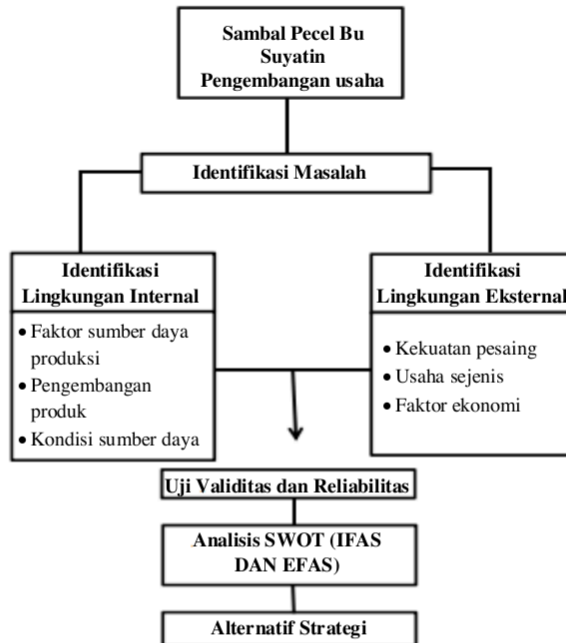 Sambal Pecel Bu
Suyatin
Pengembangan usaha
Identifikasi Masalah
Identifikasi
Lingkungan Internal
• Faktor sumber daya
produksi
• Pengembangan
produk
• Kondisi sumber daya
Identifikasi
Lingkungan Eksternal
• Kekuatan pesaing
• Usaha sejenis
• Faktor ekonomi
Uji Validitas dan Reliabilitas
Analisis SWOT (IFAS
DAN EFAS)
Alternatif Strategi